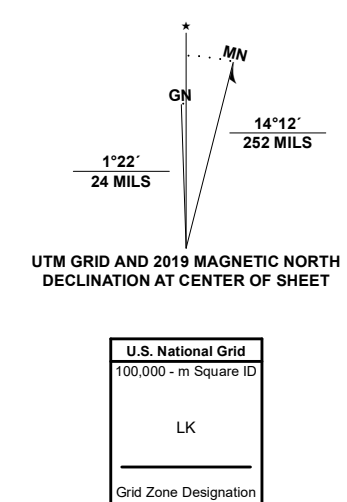 ★
MN
GN
14°12´
252 MILS
1°22´
24 MILS
UTM GRID AND 2019 MAGNETIC NORTH
DECLINATION AT CENTER OF SHEET
U.S. National Grid
100,000 - m Square ID
LK
Grid Zone Designation